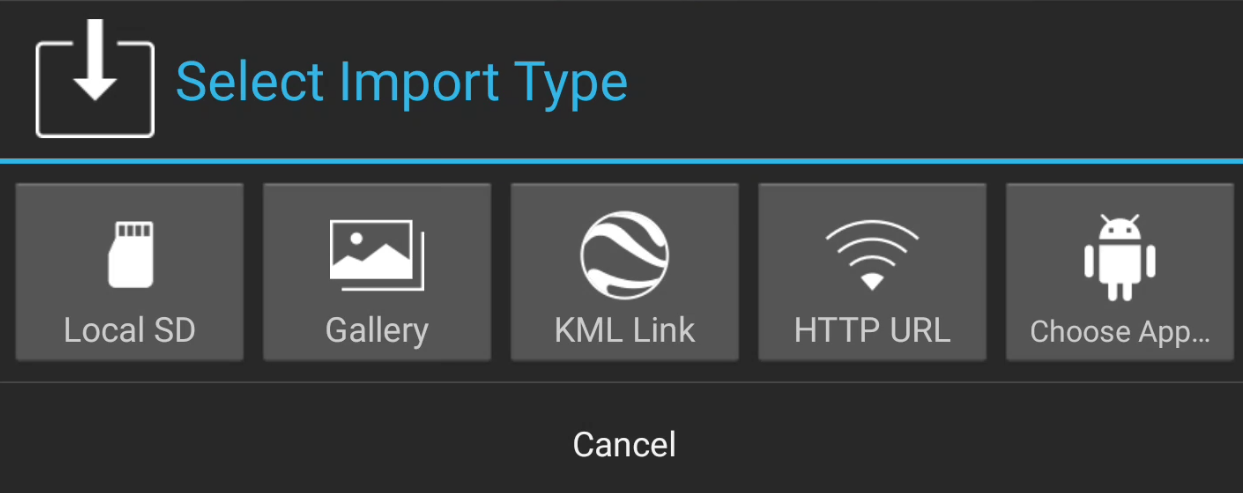 Select Import Type
Local SD
Gallery
KML Link
HTTP URL
Choose App...
Cancel